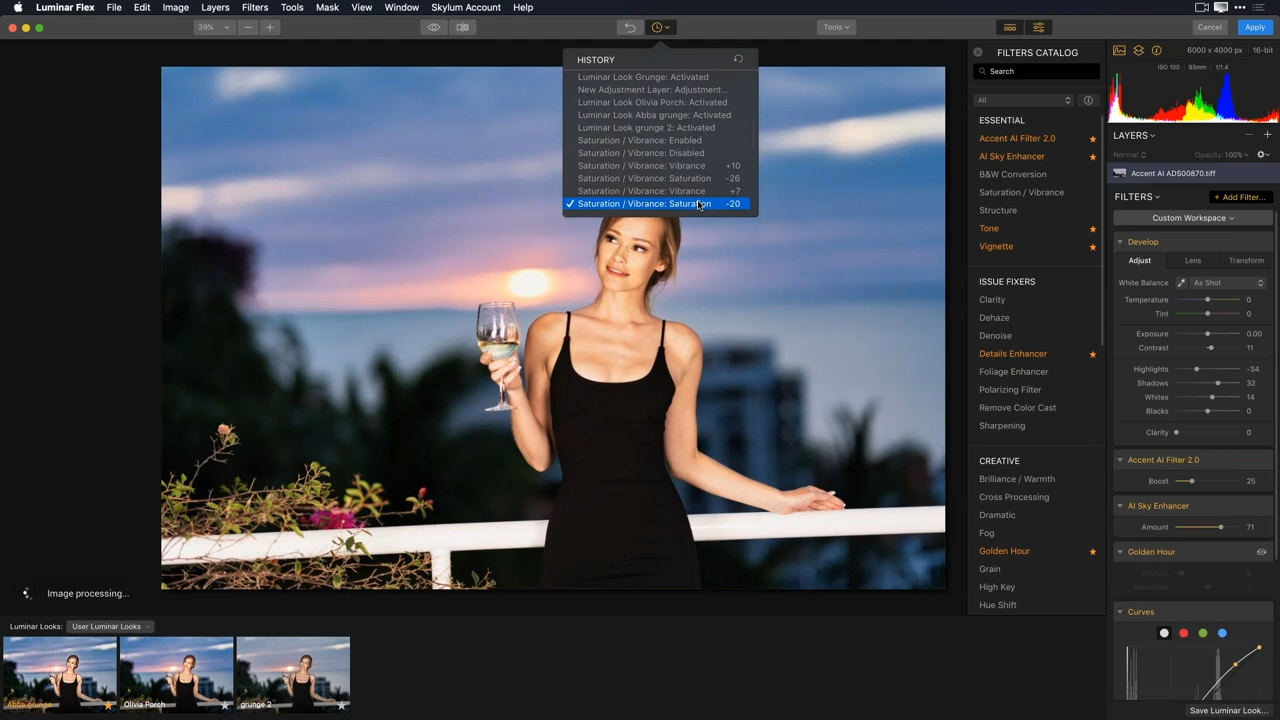 Luminar Flex File Edit Image Layers Filters Tools Mask View Window Skylum Account Help
39%
Tools
Cancel
Apply
HISTORY
Luminar Look Grunge: Activated
New Adjustment Layer: Adjustment...
Luminar Look Olivia Porch: Activated
Luminar Look Abba grunge: Activated
Luminar Look grunge 2: Activated
Saturation / Vibrance: Enabled
Saturation / Vibrance: Disabled
Saturation / Vibrance: Vibrance +10
Saturation / Vibrance: Saturation -26
Saturation / Vibrance: Vibrance +7
Saturation / Vibrance: Saturation -20
Image processing...
Luminar Looks: User Luminar Looks
Abba grunge
Olivia Porch
grunge 2
FILTERS CATALOG
Search
All
ESSENTIAL
Accent AI Filter 2.0
AI Sky Enhancer
B&W Conversion
Saturation / Vibrance
Structure
Tone
Vignette
ISSUE FIXERS
Clarity
Dehaze
Denoise
Details Enhancer
Foliage Enhancer
Polarizing Filter
Remove Color Cast
Sharpening
CREATIVE
Brilliance / Warmth
Cross Processing
Dramatic
Fog
Golden Hour
Grain
High Key
Hue Shift
6000 x 4000 px 16-bit
ISO 100 85mm f/1.4
LAYERS
Normal Opacity: 100%
Accent AI ADS00870.tiff
FILTERS + Add Filter...
Custom Workspace
Develop
Adjust Lens Transform
White Balance As Shot
Temperature 0
Tint 0
Exposure 0.00
Contrast 11
Highlights -34
Shadows 32
Whites 14
Blacks 0
Clarity 0
Accent AI Filter 2.0
Boost 25
AI Sky Enhancer
Amount 71
Golden Hour
Curves
Save Luminar Look...